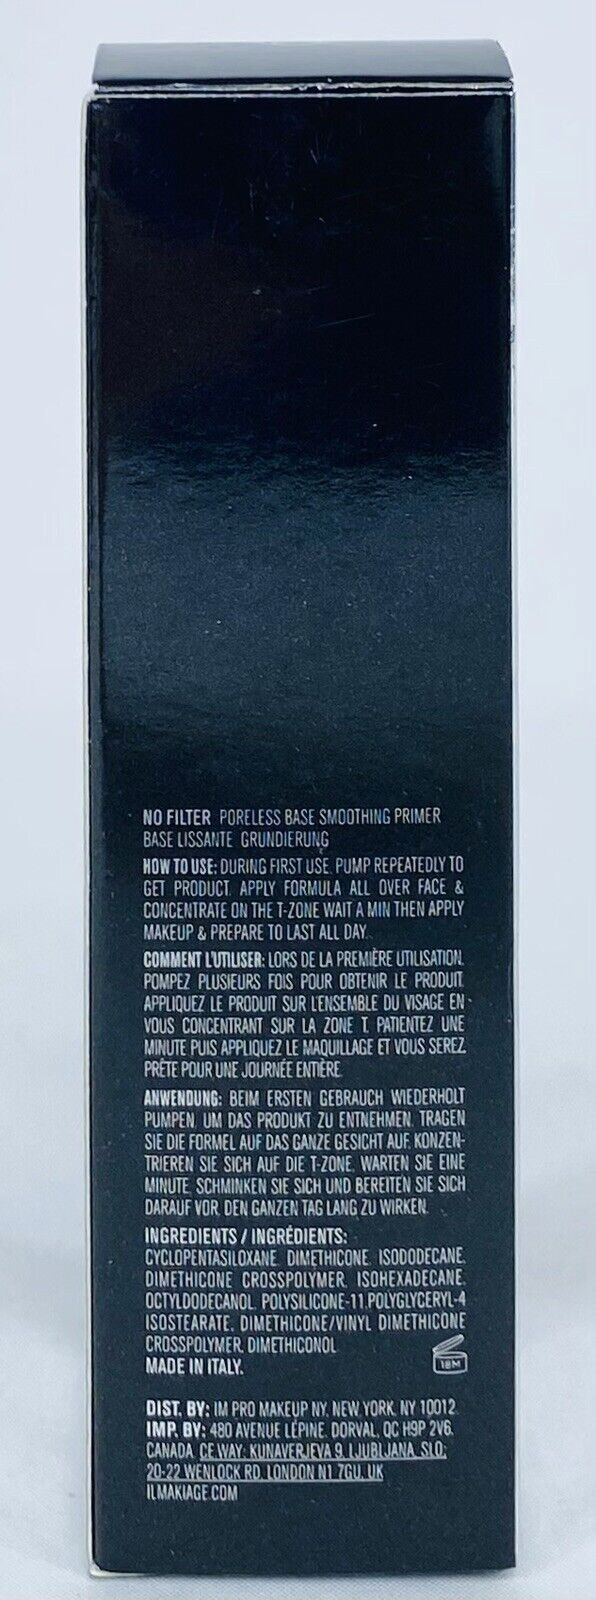 NO FILTER PORELESS BASE SMOOTHING PRIMER
BASE LISSANTE GRUNDIERUNG
HOW TO USE: DURING FIRST USE, PUMP REPEATEDLY TO
GET PRODUCT. APPLY FORMULA ALL OVER FACE &
CONCENTRATE ON THE T-ZONE WAIT A MIN THEN APPLY
MAKEUP & PREPARE TO LAST ALL DAY.
COMMENT L'UTILISER: LORS DE LA PREMIÈRE UTILISATION,
POMPEZ PLUSIEURS FOIS POUR OBTENIR LE PRODUIT.
APPLIQUEZ LE PRODUIT SUR L'ENSEMBLE DU VISAGE EN
VOUS CONCENTRANT SUR LA ZONE T. PATIENTEZ UNE
MINUTE PUIS APPLIQUEZ LE MAQUILLAGE ET VOUS SEREZ
PRÊTE POUR UNE JOURNÉE ENTIÈRE.
ANWENDUNG: BEIM ERSTEN GEBRAUCH WIEDERHOLT
PUMPEN, UM DAS PRODUKT ZU ENTNEHMEN. TRAGEN
SIE DIE FORMEL AUF DAS GANZE GESICHT AUF. KONZEN-
TRIEREN SIE SICH AUF DIE T-ZONE. WARTEN SIE EINE
MINUTE, SCHMINKEN SIE SICH UND BEREITEN SIE SICH
DARAUF VOR, DEN GANZEN TAG LANG ZU WIRKEN.
INGREDIENTS / INGRÉDIENTS:
CYCLOPENTASILOXANE, DIMETHICONE, ISODODECANE,
DIMETHICONE CROSSPOLYMER, ISOHEXADECANE,
OCTYLDODECANOL, POLYSILICONE-11, POLYGLYCERYL-4
ISOSTEARATE, DIMETHICONE/VINYL DIMETHICONE
CROSSPOLYMER, DIMETHICONOL
MADE IN ITALY.
18M
DIST. BY: IM PRO MAKEUP NY, NEW YORK, NY 10012.
IMP. BY: 480 AVENUE LÉPINE, DORVAL, QC H9P 2V6,
CANADA, CE.WAY: KUNAVERJEVA 9, LJUBLJANA, SLO;
20-22 WENLOCK RD, LONDON N1 7GU, UK
ILMAKIAGE.COM